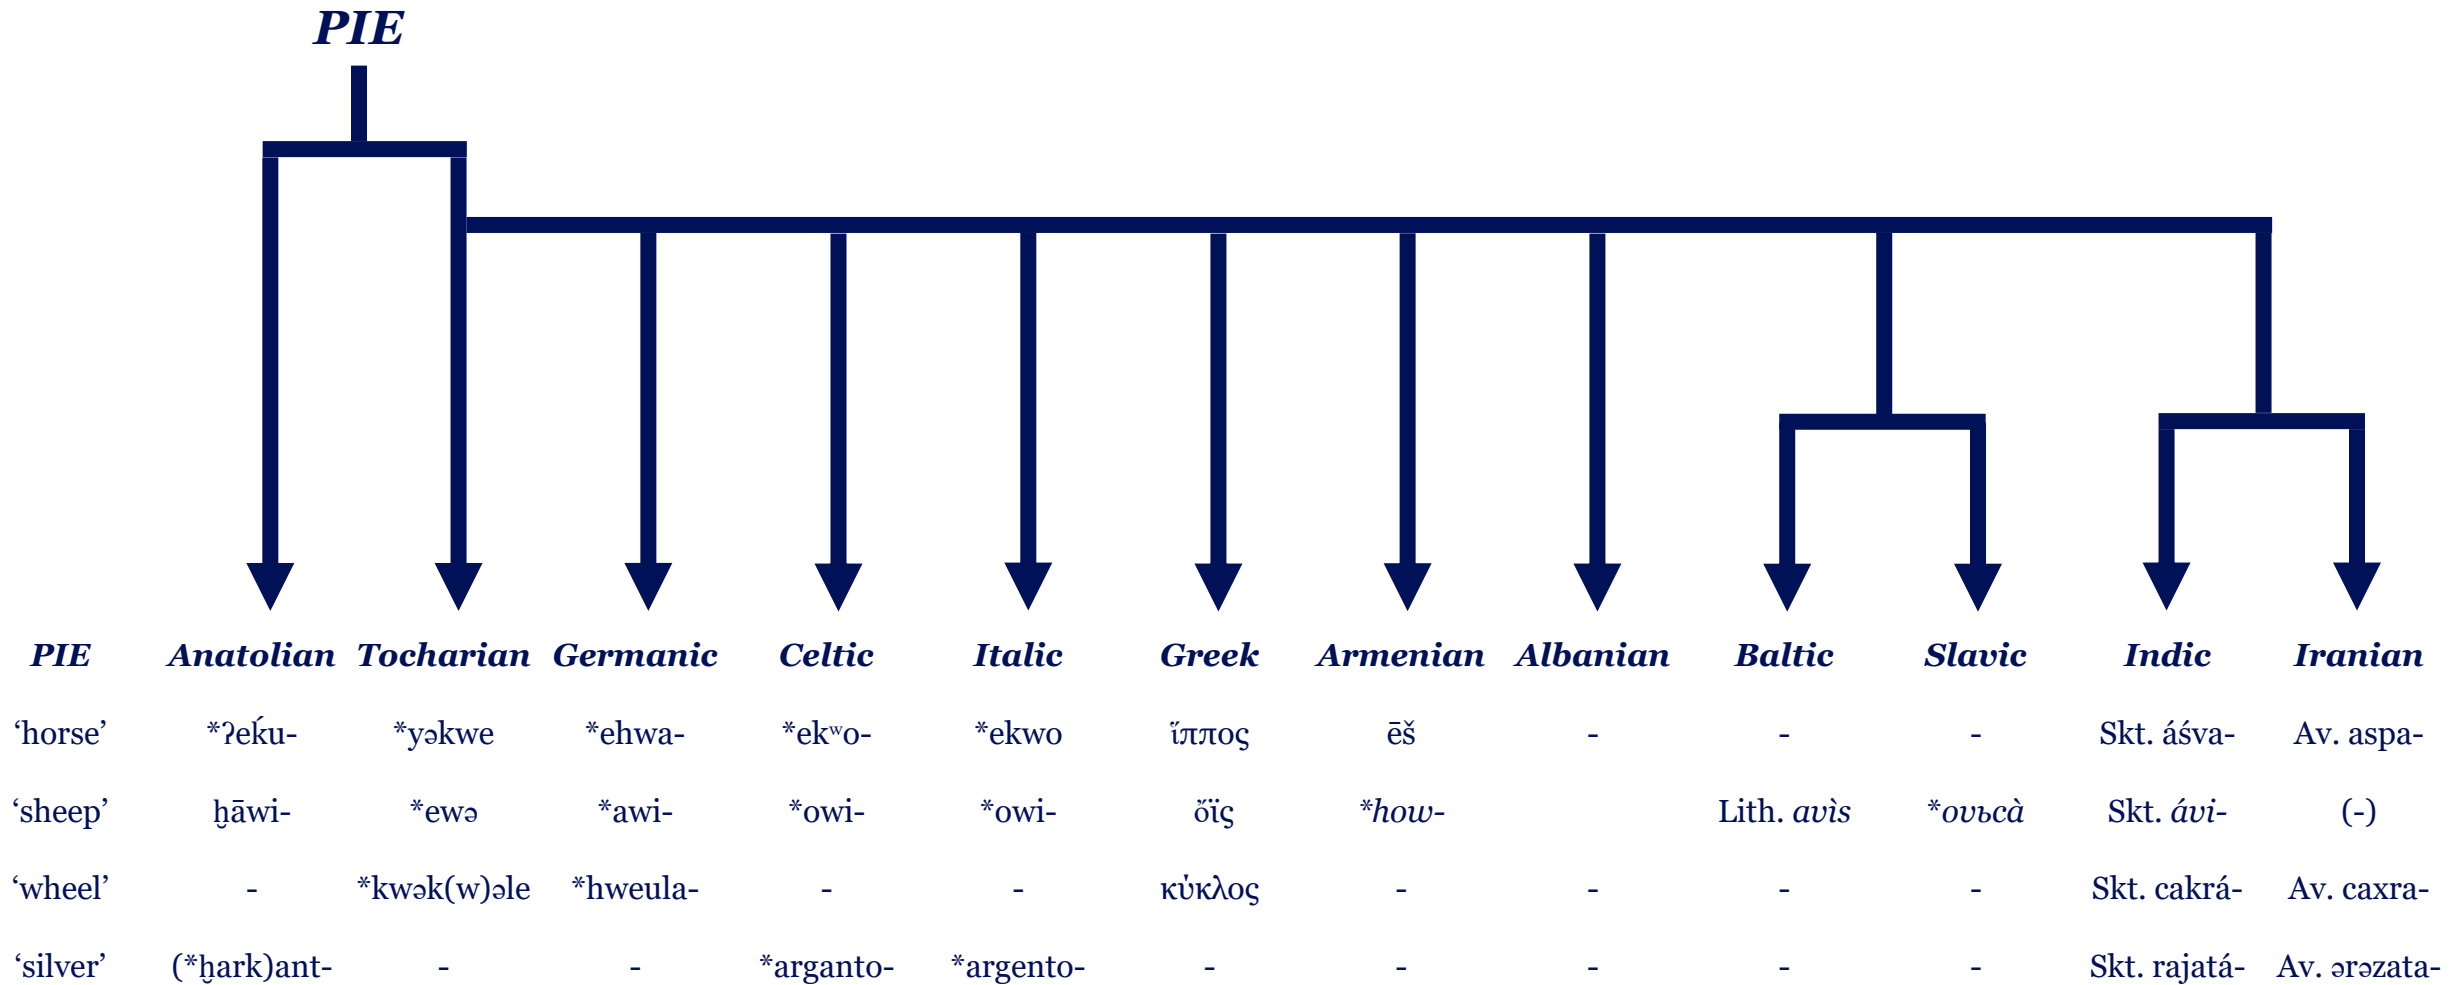 PIE
PIE Anatolian Tocharian Germanic Celtic Italic Greek Armenian Albanian Baltic Slavic Indic Iranian
‘horse’ *ʔeḱu- *yəkwe *ehwa- *ekʷo- *ekwo ἵππος ēš - - - Skt. áśva- Av. aspa-
‘sheep’ ḫāwi- *ewə *awi- *owi- *owi- ὄϊς *how- Lith. avìs *ovьcà Skt. ávi- (-)
‘wheel’ - *kwək(w)əle *hweula- - - κύκλος - - - - Skt. cakrá- Av. caxra-
‘silver’ (*ḫark)ant- - - *arganto- *argento- - - - - - Skt. rajatá- Av. ərəzata-